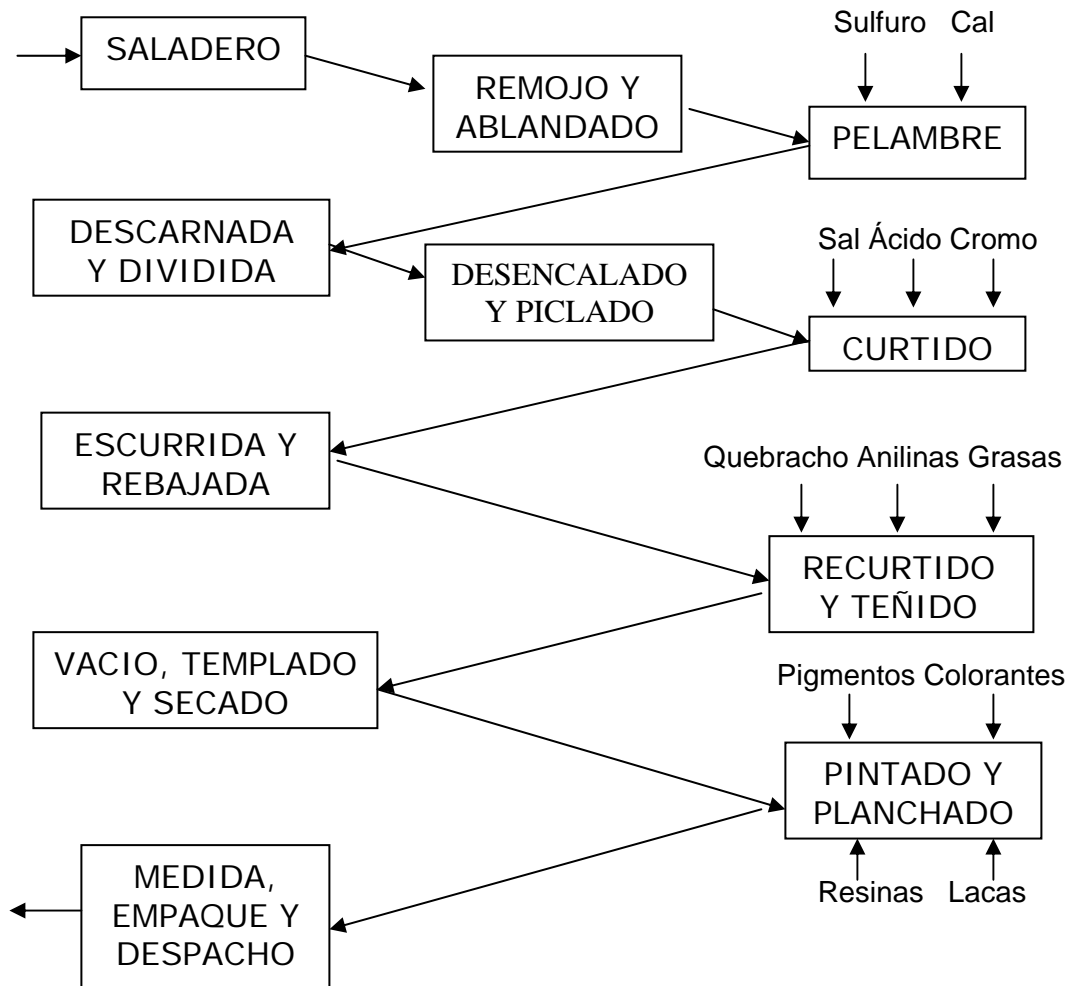 SALADERO
REMOJO Y
ABLANDADO
Sulfuro Cal
PELAMBRE
DESCARNADA
Y DIVIDIDA
DESENCALADO
Y PICLADO
Sal Ácido Cromo
CURTIDO
ESCURRIDA Y
REBAJADA
Quebracho Anilinas Grasas
RECURTIDO
Y TEÑIDO
VACIO, TEMPLADO
Y SECADO
Pigmentos Colorantes
PINTADO Y
PLANCHADO
Resinas Lacas
MEDIDA,
EMPAQUE Y
DESPACHO